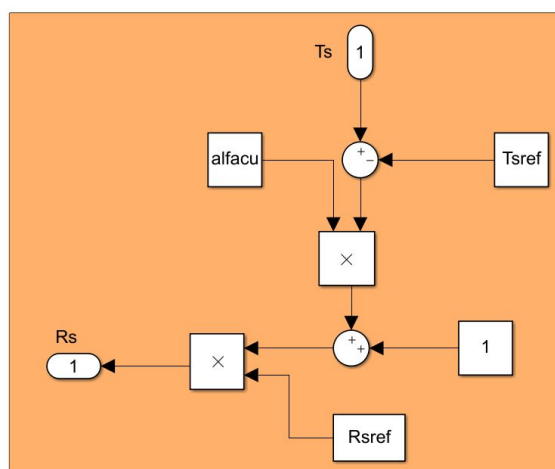 Ts
1
+
−
alfacu
Tsref
×
Rs
1
×
+
+
1
Rsref